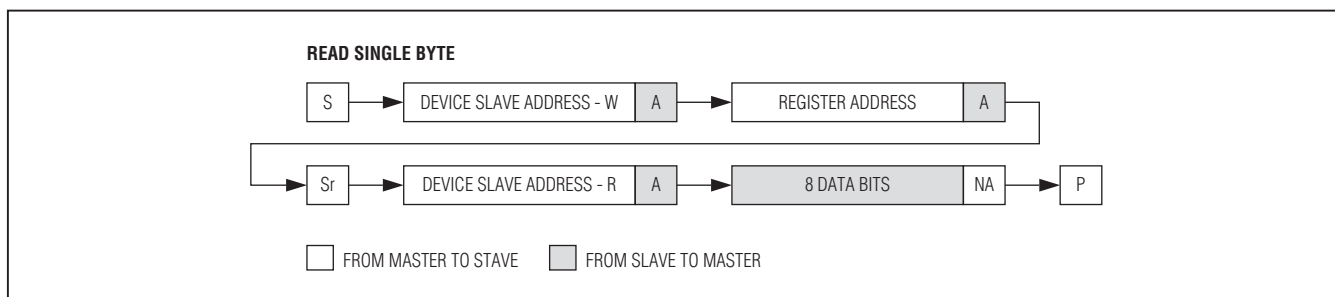 READ SINGLE BYTE
S DEVICE SLAVE ADDRESS - W A REGISTER ADDRESS A
Sr DEVICE SLAVE ADDRESS - R A 8 DATA BITS NA P
FROM MASTER TO STAVE FROM SLAVE TO MASTER